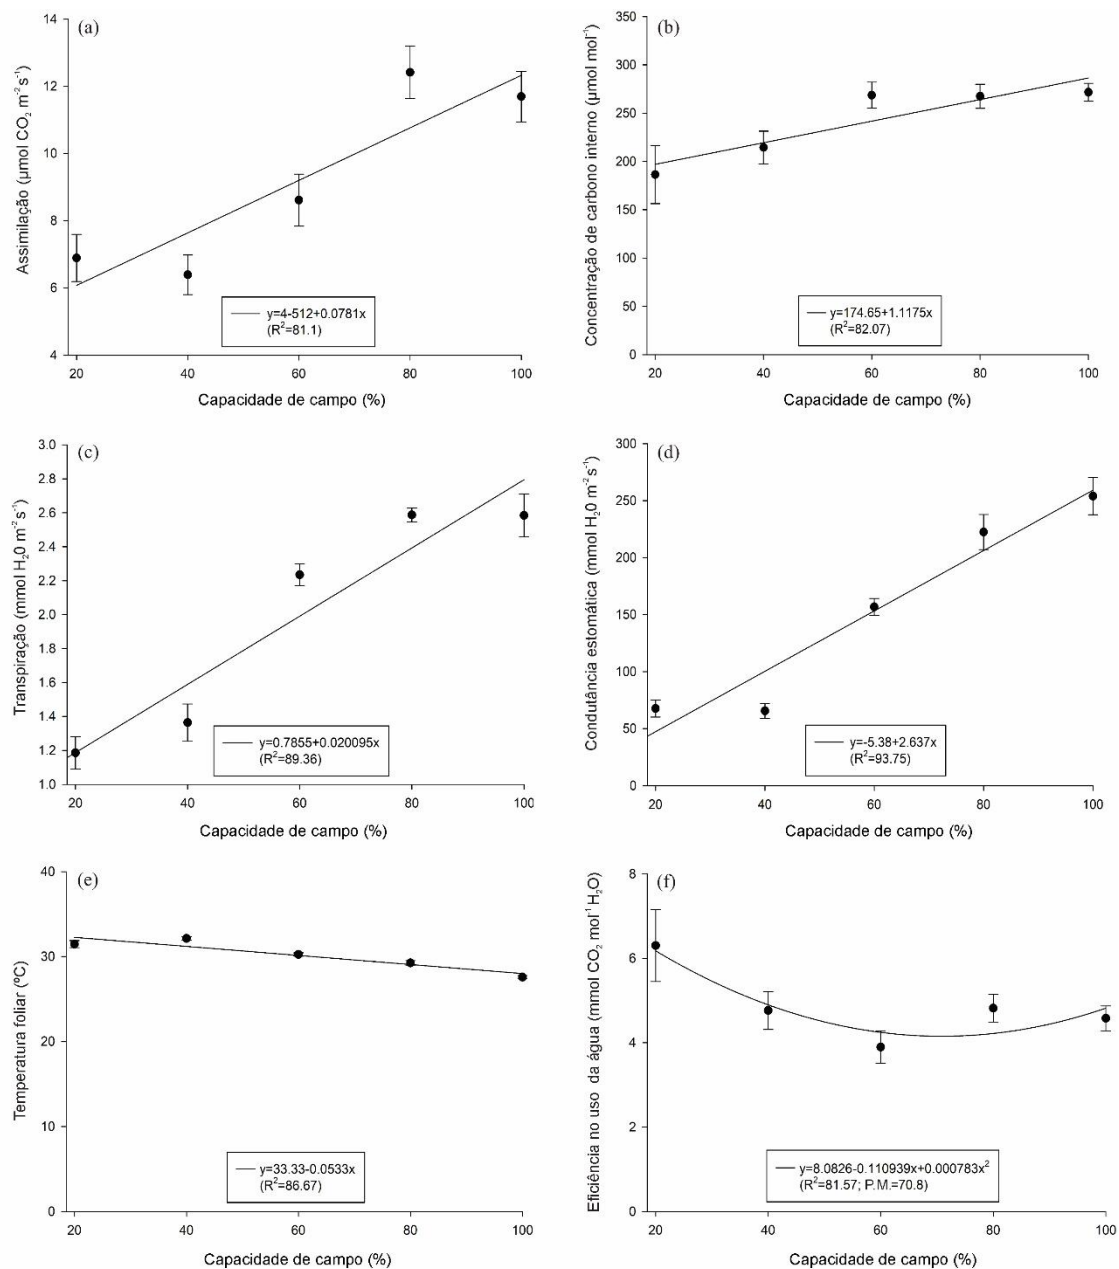 (a)
Assimilação (µmol CO₂ m⁻² s⁻¹)
14
12
10
8
6
4
y=4-512+0.0781x
(R²=81.1)
20 40 60 80 100
Capacidade de campo (%)
(b)
Concentração de carbono interno (µmol mol⁻¹)
350
300
250
200
150
100
50
0
y=174.65+1.1175x
(R²=82.07)
20 40 60 80 100
Capacidade de campo (%)
(c)
Transpiração (mmol H₂0 m⁻² s⁻¹)
3.0
2.8
2.6
2.4
2.2
2.0
1.8
1.6
1.4
1.2
1.0
y=0.7855+0.020095x
(R²=89.36)
20 40 60 80 100
Capacidade de campo (%)
(d)
Condutância estomática (mmol H₂0 m⁻² s⁻¹)
300
250
200
150
100
50
0
y=-5.38+2.637x
(R²=93.75)
20 40 60 80 100
Capacidade de campo (%)
(e)
Temperatura foliar (ºC)
40
30
20
10
0
y=33.33-0.0533x
(R²=86.67)
20 40 60 80 100
Capacidade de campo (%)
(f)
Eficiência no uso da água (mmol CO₂ mol⁻¹ H₂O)
8
6
4
2
0
y=8.0826-0.110939x+0.000783x²
(R²=81.57; P.M.=70.8)
20 40 60 80 100
Capacidade de campo (%)